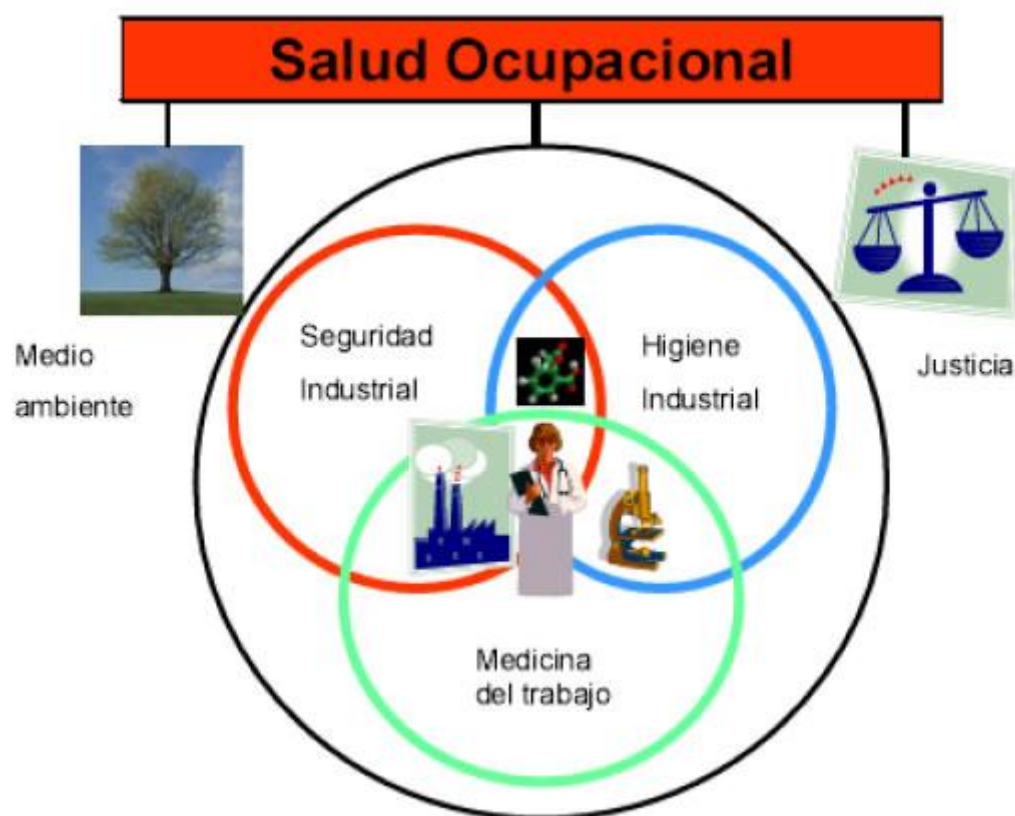 Salud Ocupacional
Seguridad
Industrial
Higiene
Industrial
Medio
ambiente
Justicia
Medicina
del trabajo